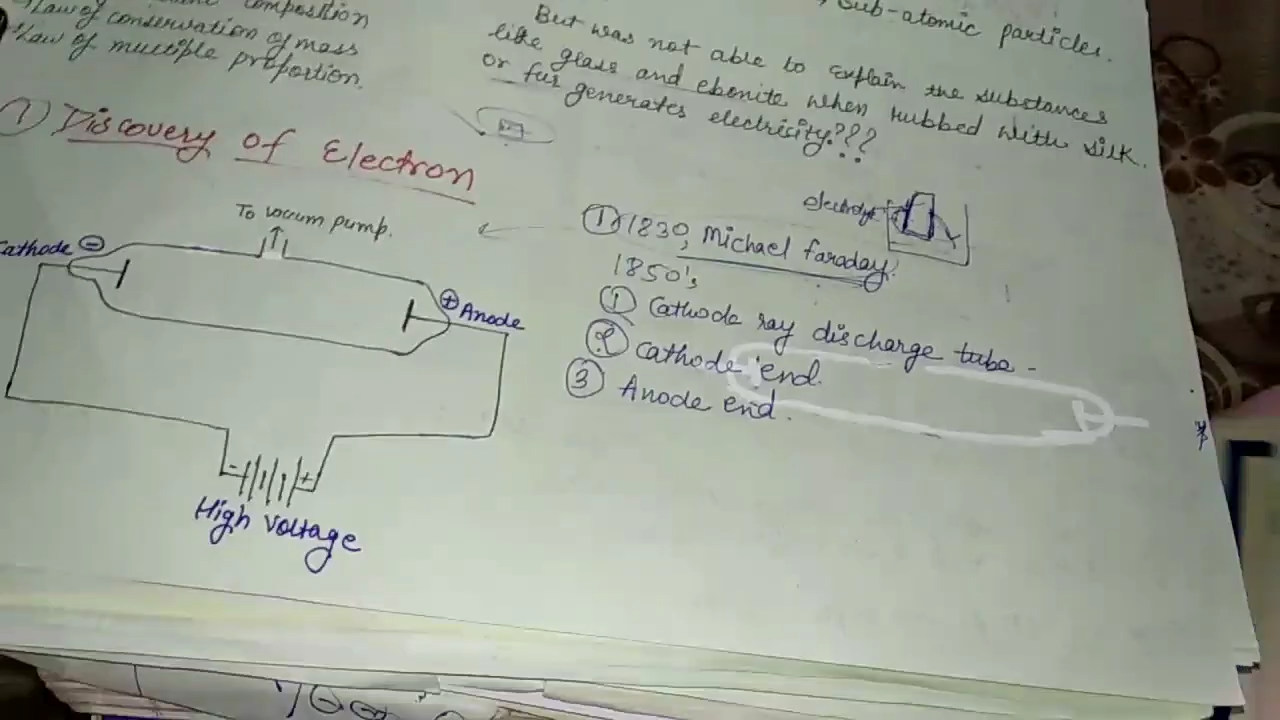 composition
Law of conservation of mass
Law of multiple proportion.
sub-atomic particles.
But was not able to explain the substances
like glass and ebonite when rubbed with silk
or fur generates electricity???
① Discovery of Electron
To vaccum pump.
Cathode ⊖
⊕ Anode
- +
High voltage
① 1830, Michael faraday.
1850's,
① Cathode ray discharge tube -
② Cathode end.
③ Anode end.